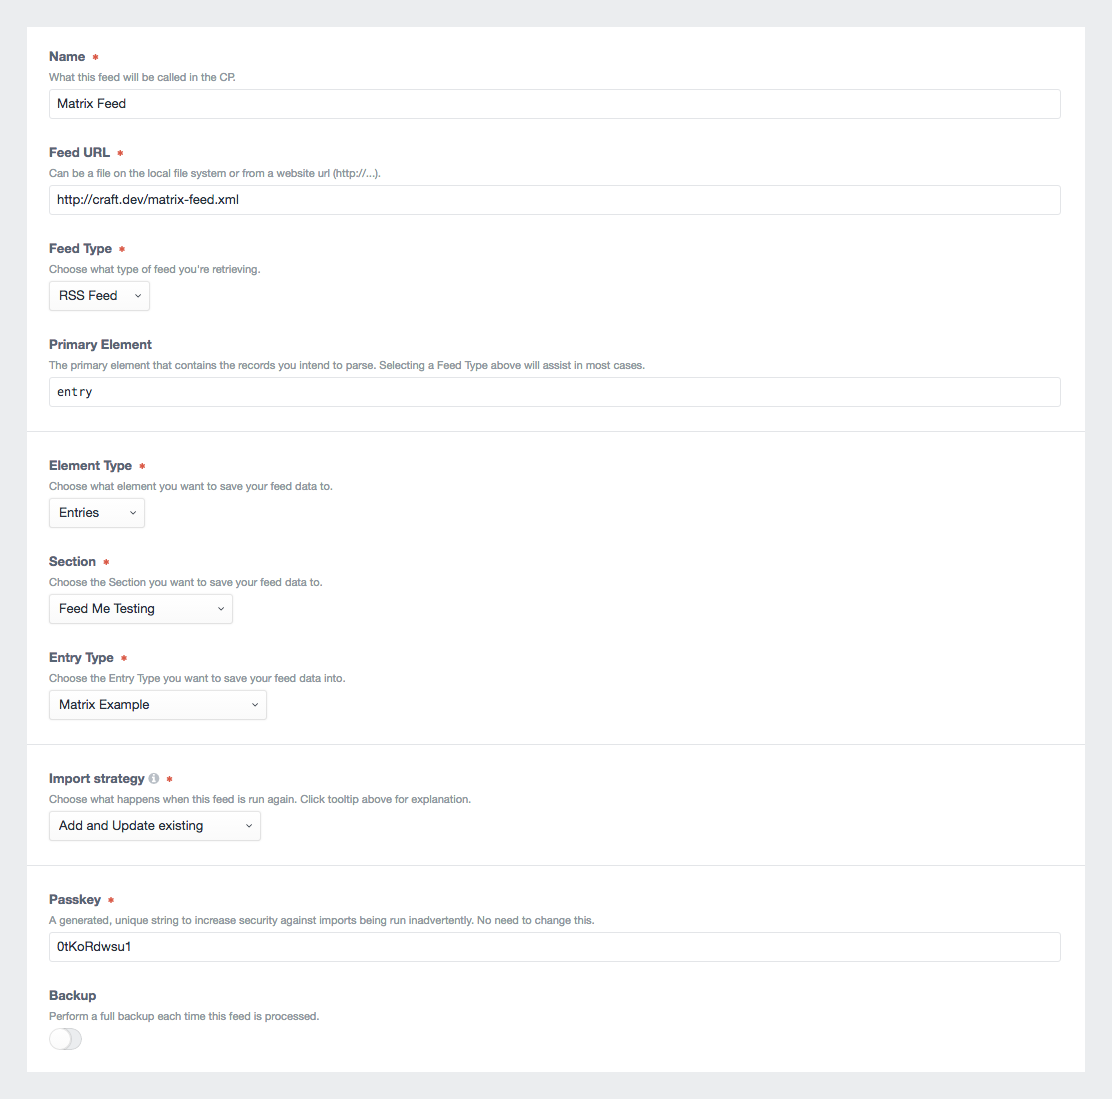 Name *
What this feed will be called in the CP.
Matrix Feed
Feed URL *
Can be a file on the local file system or from a website url (http://...).
http://craft.dev/matrix-feed.xml
Feed Type *
Choose what type of feed you're retrieving.
RSS Feed
Primary Element
The primary element that contains the records you intend to parse. Selecting a Feed Type above will assist in most cases.
entry
Element Type *
Choose what element you want to save your feed data to.
Entries
Section *
Choose the Section you want to save your feed data to.
Feed Me Testing
Entry Type *
Choose the Entry Type you want to save your feed data into.
Matrix Example
Import strategy *
Choose what happens when this feed is run again. Click tooltip above for explanation.
Add and Update existing
Passkey *
A generated, unique string to increase security against imports being run inadvertently. No need to change this.
0tKoRdwsu1
Backup
Perform a full backup each time this feed is processed.